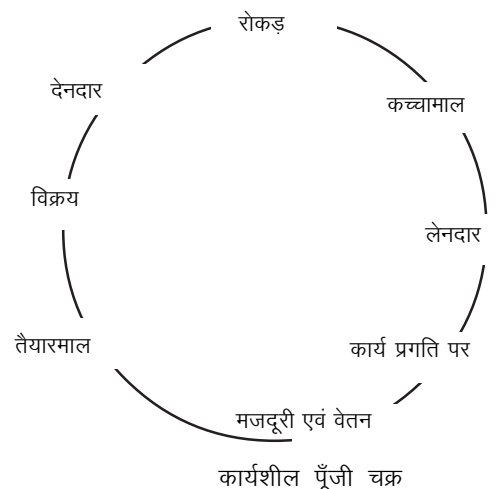 रोकड़
कच्चामाल
लेनदार
कार्य प्रगति पर
मजदूरी एवं वेतन
तैयारमाल
विक्रय
देनदार
कार्यशील पूँजी चक्र